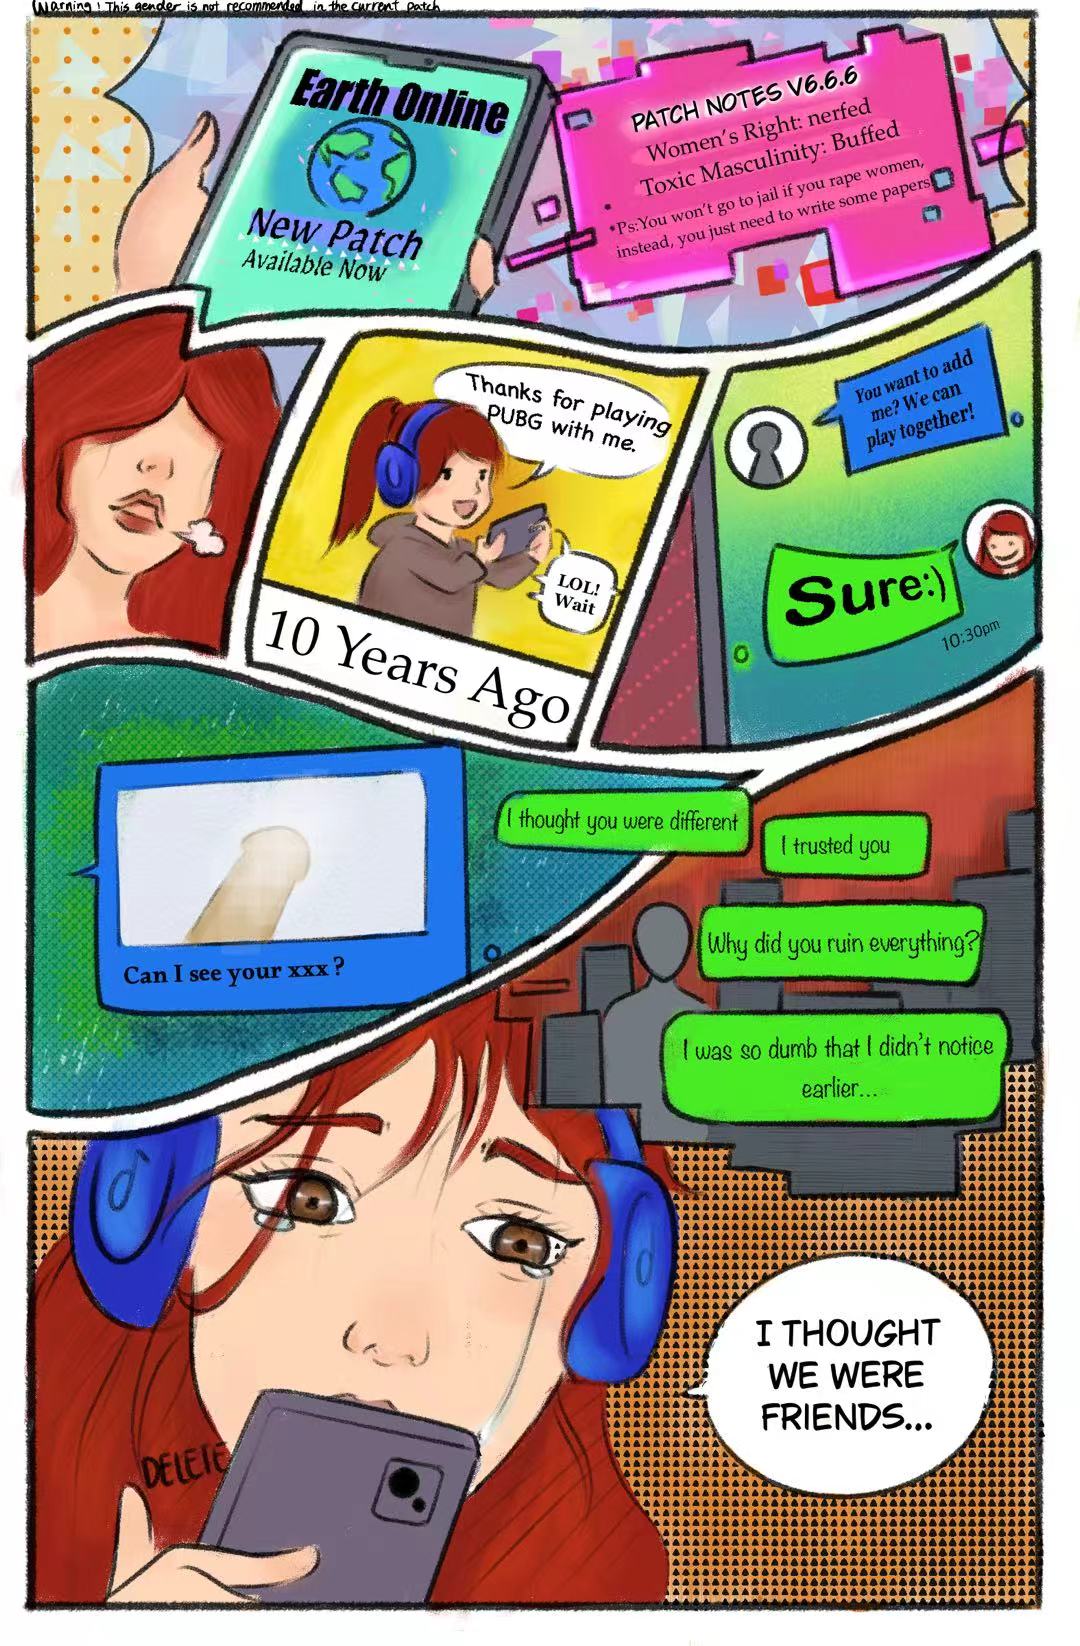 Warning! This gender is not recommended in the current patch
Earth Online
New Patch
Available Now
PATCH NOTES V6.6.6
Women's Right: nerfed
Toxic Masculinity: Buffed
•
•Ps:You won't go to jail if you rape women,
instead, you just need to write some papers.
Thanks for playing
PUBG with me.
LOL!
Wait
10 Years Ago
You want to add
me? We can
play together!
Sure:)
10:30pm
Can I see your xxx?
I thought you were different
I trusted you
Why did you ruin everything?
I was so dumb that I didn't notice
earlier...
I THOUGHT
WE WERE
FRIENDS...
DELETE